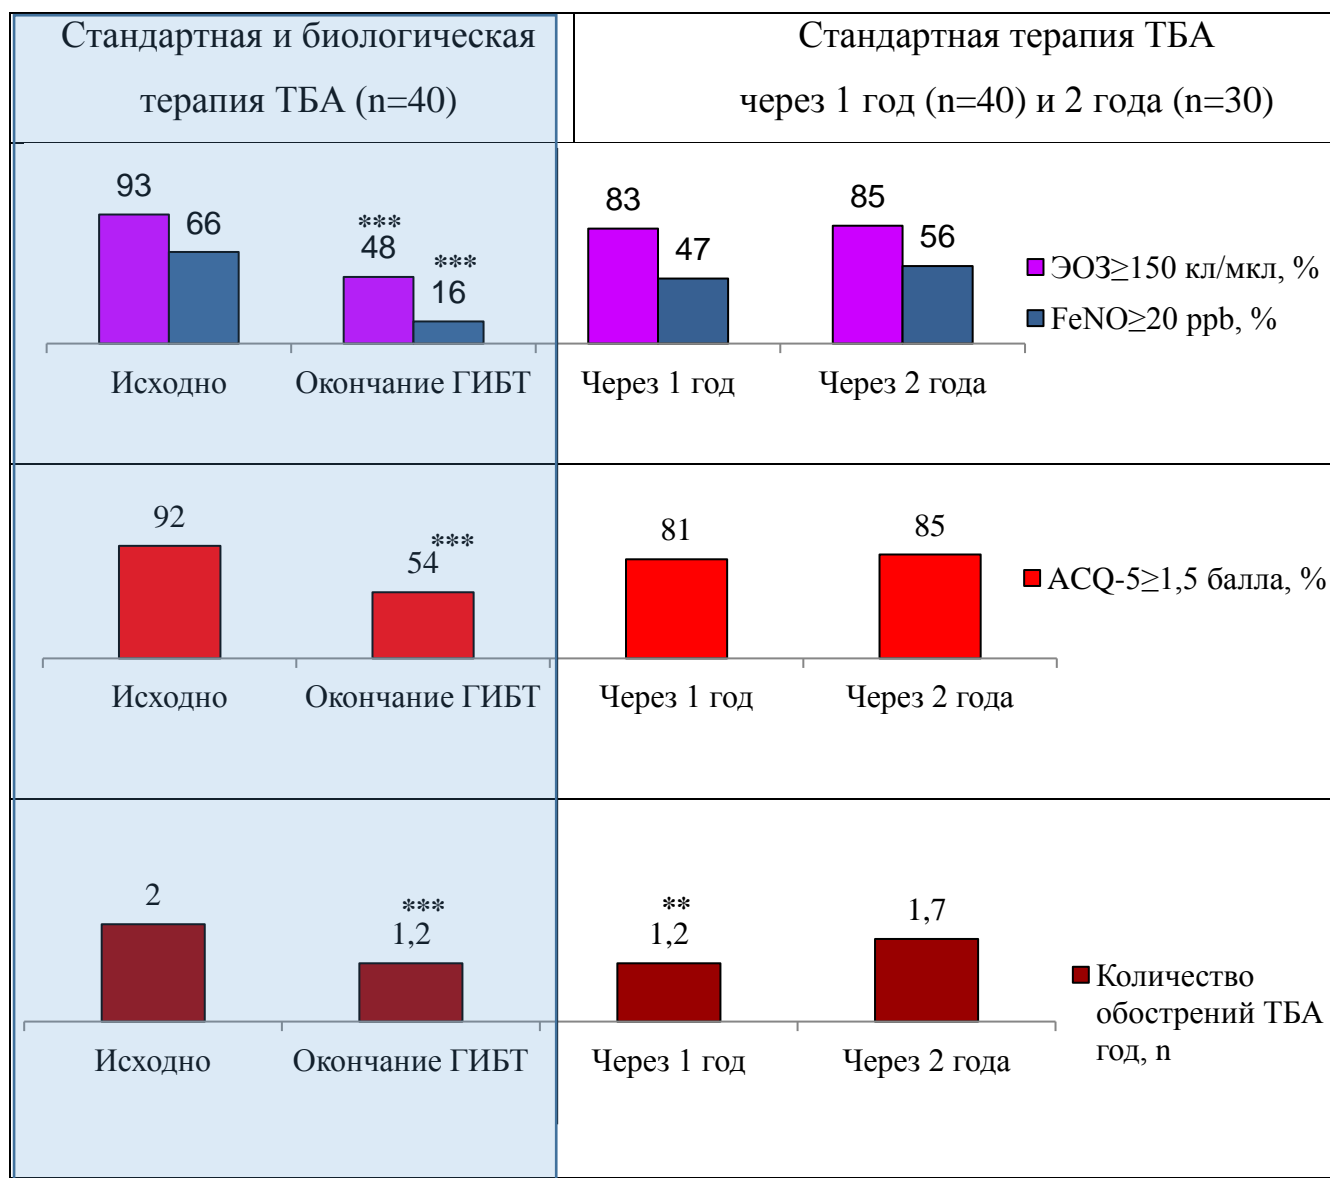 Стандартная и биологическая
терапия ТБА (n=40)
Стандартная терапия ТБА
через 1 год (n=40) и 2 года (n=30)
93
66
***
48
***
16
83
47
85
56
ЭОЗ≥150 кл/мкл, %
FeNO≥20 ppb, %
Исходно
Окончание ГИБТ
Через 1 год
Через 2 года
92
***
54
81
85
ACQ-5≥1,5 балла, %
Исходно
Окончание ГИБТ
Через 1 год
Через 2 года
2
***
1,2
**
1,2
1,7
Количество
обострений ТБА
год, n
Исходно
Окончание ГИБТ
Через 1 год
Через 2 года